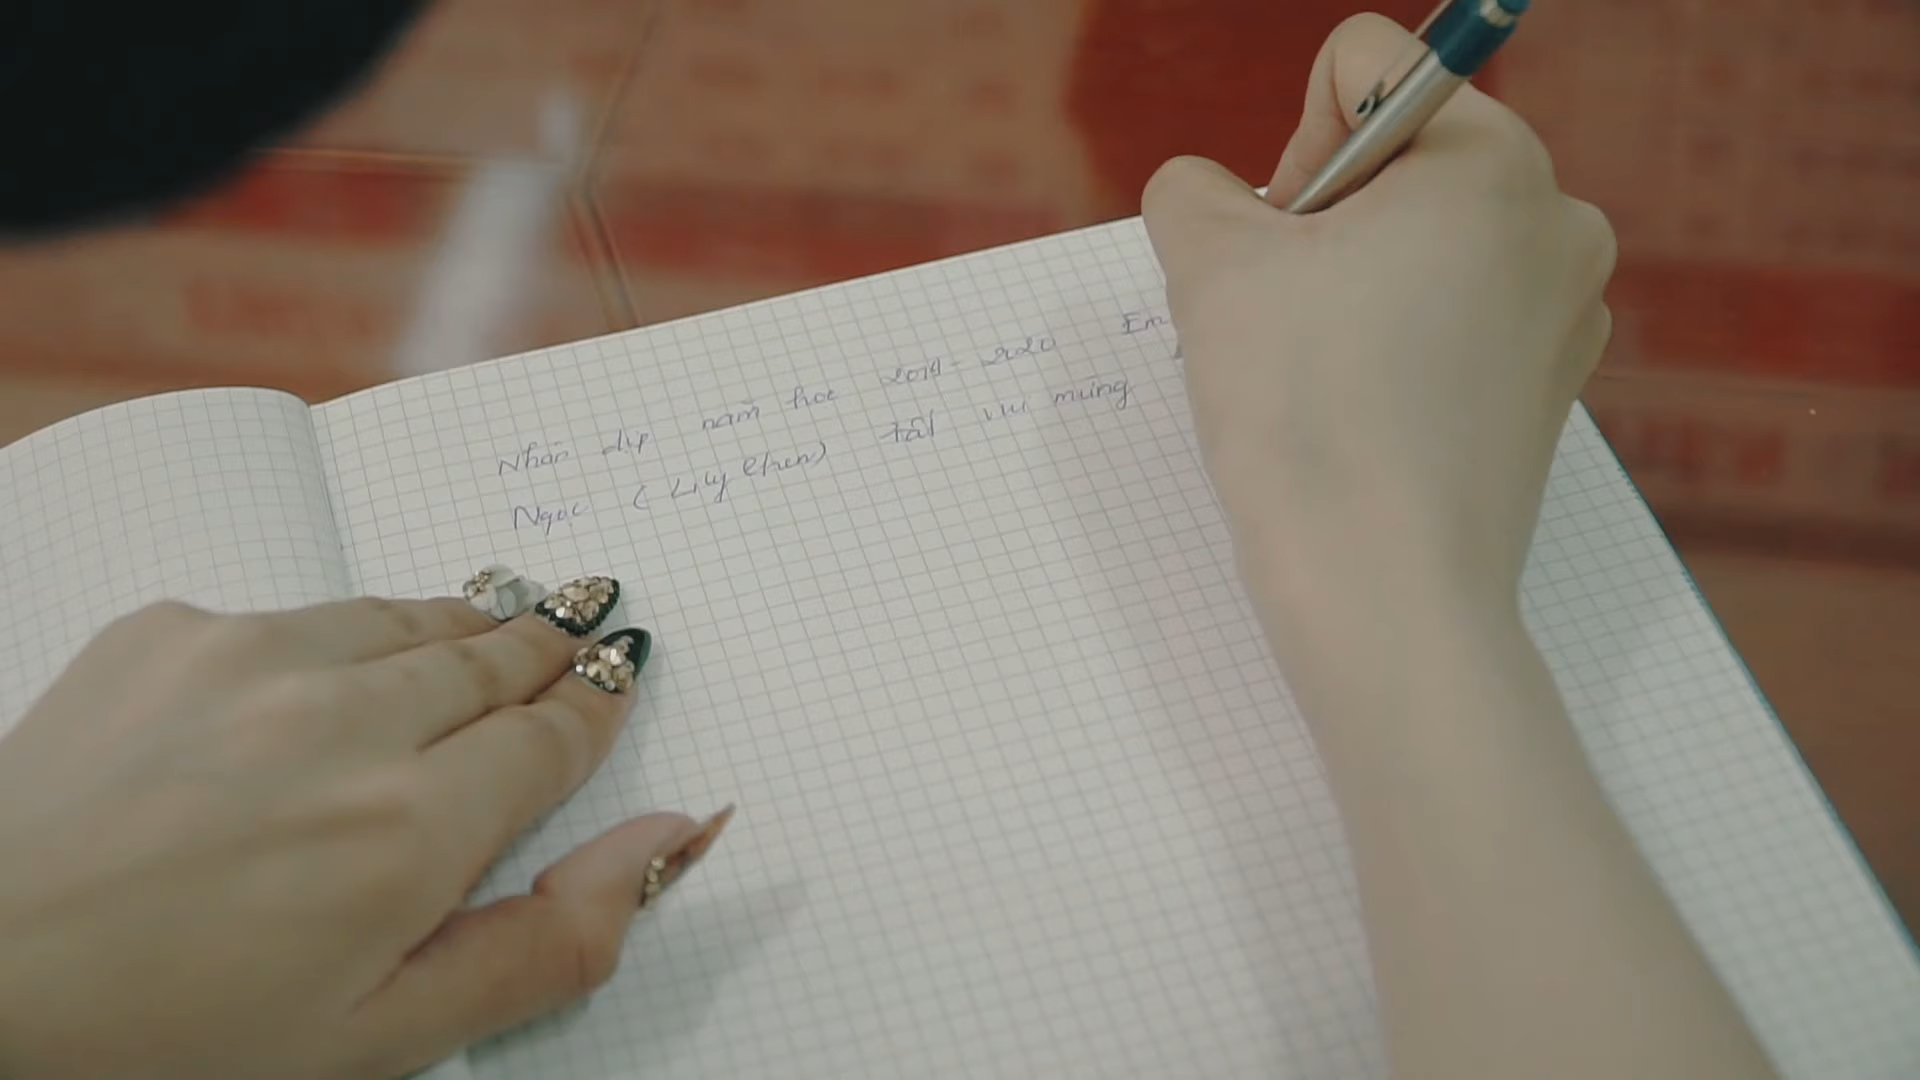 Nhân dịp năm học 2019 - 2020 Em
Ngọc ( Lily Chen) rất vui mừng